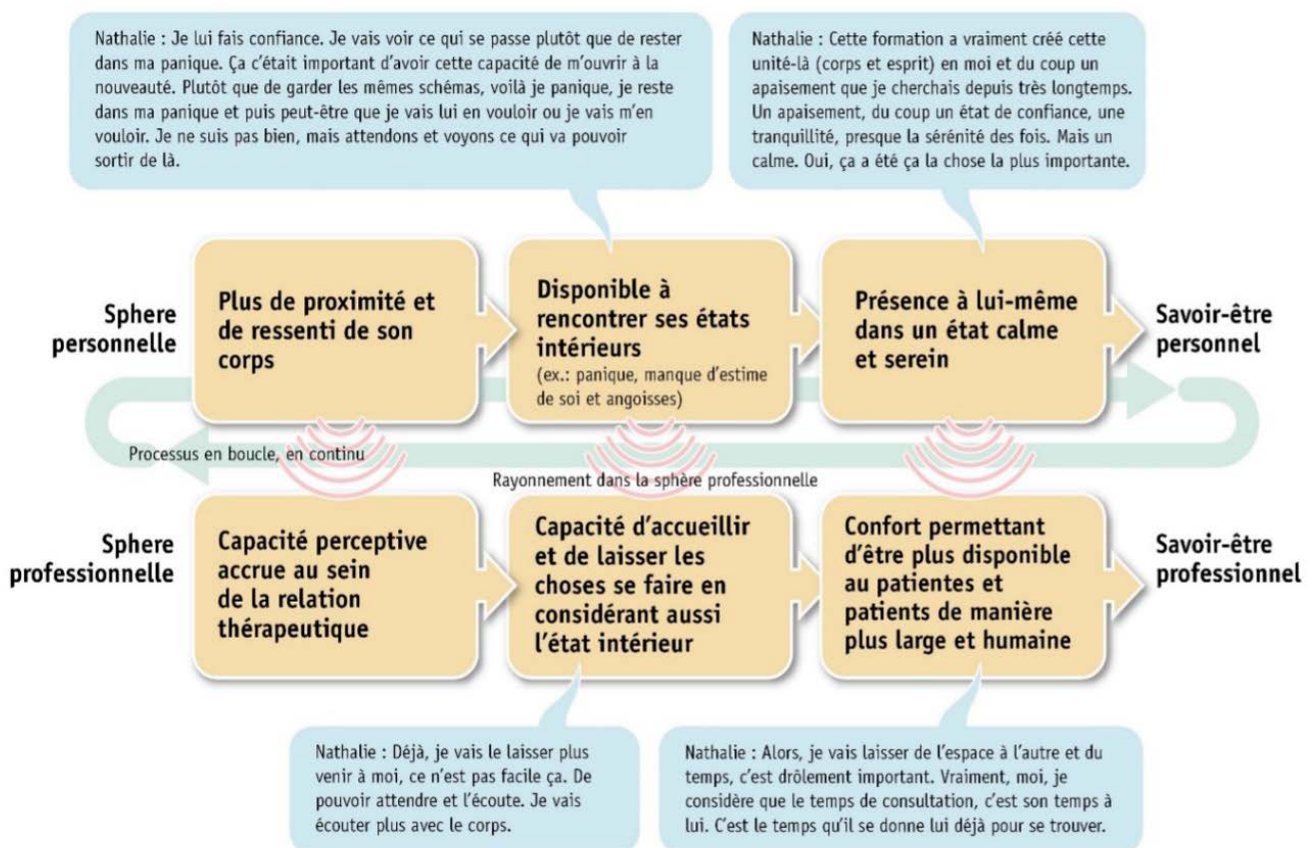 Nathalie : Je lui fais confiance. Je vais voir ce qui se passe plutôt que de rester
dans ma panique. Ça c'était important d'avoir cette capacité de m'ouvrir à la
nouveauté. Plutôt que de garder les mêmes schémas, voilà je panique, je reste
dans ma panique et puis peut-être que je vais lui en vouloir ou je vais m'en
vouloir. Je ne suis pas bien, mais attendons et voyons ce qui va pouvoir
sortir de là.
Nathalie : Cette formation a vraiment créé cette
unité-là (corps et esprit) en moi et du coup un
apaisement que je cherchais depuis très longtemps.
Un apaisement, du coup un état de confiance, une
tranquillité, presque la sérénité des fois. Mais un
calme. Oui, ça a été ça la chose la plus importante.
Sphere
personnelle
Plus de proximité et
de ressenti de son
corps
Disponible à
rencontrer ses états
intérieurs
(ex.: panique, manque d'estime
de soi et angoisses)
Présence à lui-même
dans un état calme
et serein
Savoir-être
personnel
Processus en boucle, en continu
Rayonnement dans la sphère professionnelle
Sphere
professionnelle
Capacité perceptive
accrue au sein
de la relation
thérapeutique
Capacité d'accueillir
et de laisser les
choses se faire en
considérant aussi
l'état intérieur
Confort permettant
d'être plus disponible
au patientes et
patients de manière
plus large et humaine
Savoir-être
professionnel
Nathalie : Déjà, je vais le laisser plus
venir à moi, ce n'est pas facile ça. De
pouvoir attendre et l'écoute. Je vais
écouter plus avec le corps.
Nathalie : Alors, je vais laisser de l'espace à l'autre et du
temps, c'est drôlement important. Vraiment, moi, je
considère que le temps de consultation, c'est son temps à
lui. C'est le temps qu'il se donne lui déjà pour se trouver.